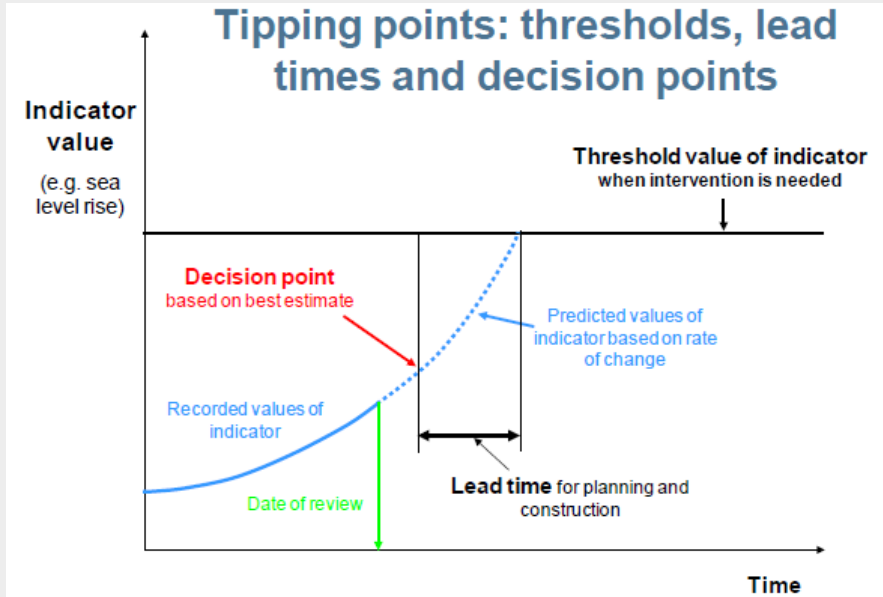 Tipping points: thresholds, lead
times and decision points
Indicator
value
(e.g. sea
level rise)
Threshold value of indicator
when intervention is needed
Decision point
based on best estimate
Predicted values of
indicator based on rate
of change
Recorded values of
indicator
Date of review
Lead time for planning and
construction
Time